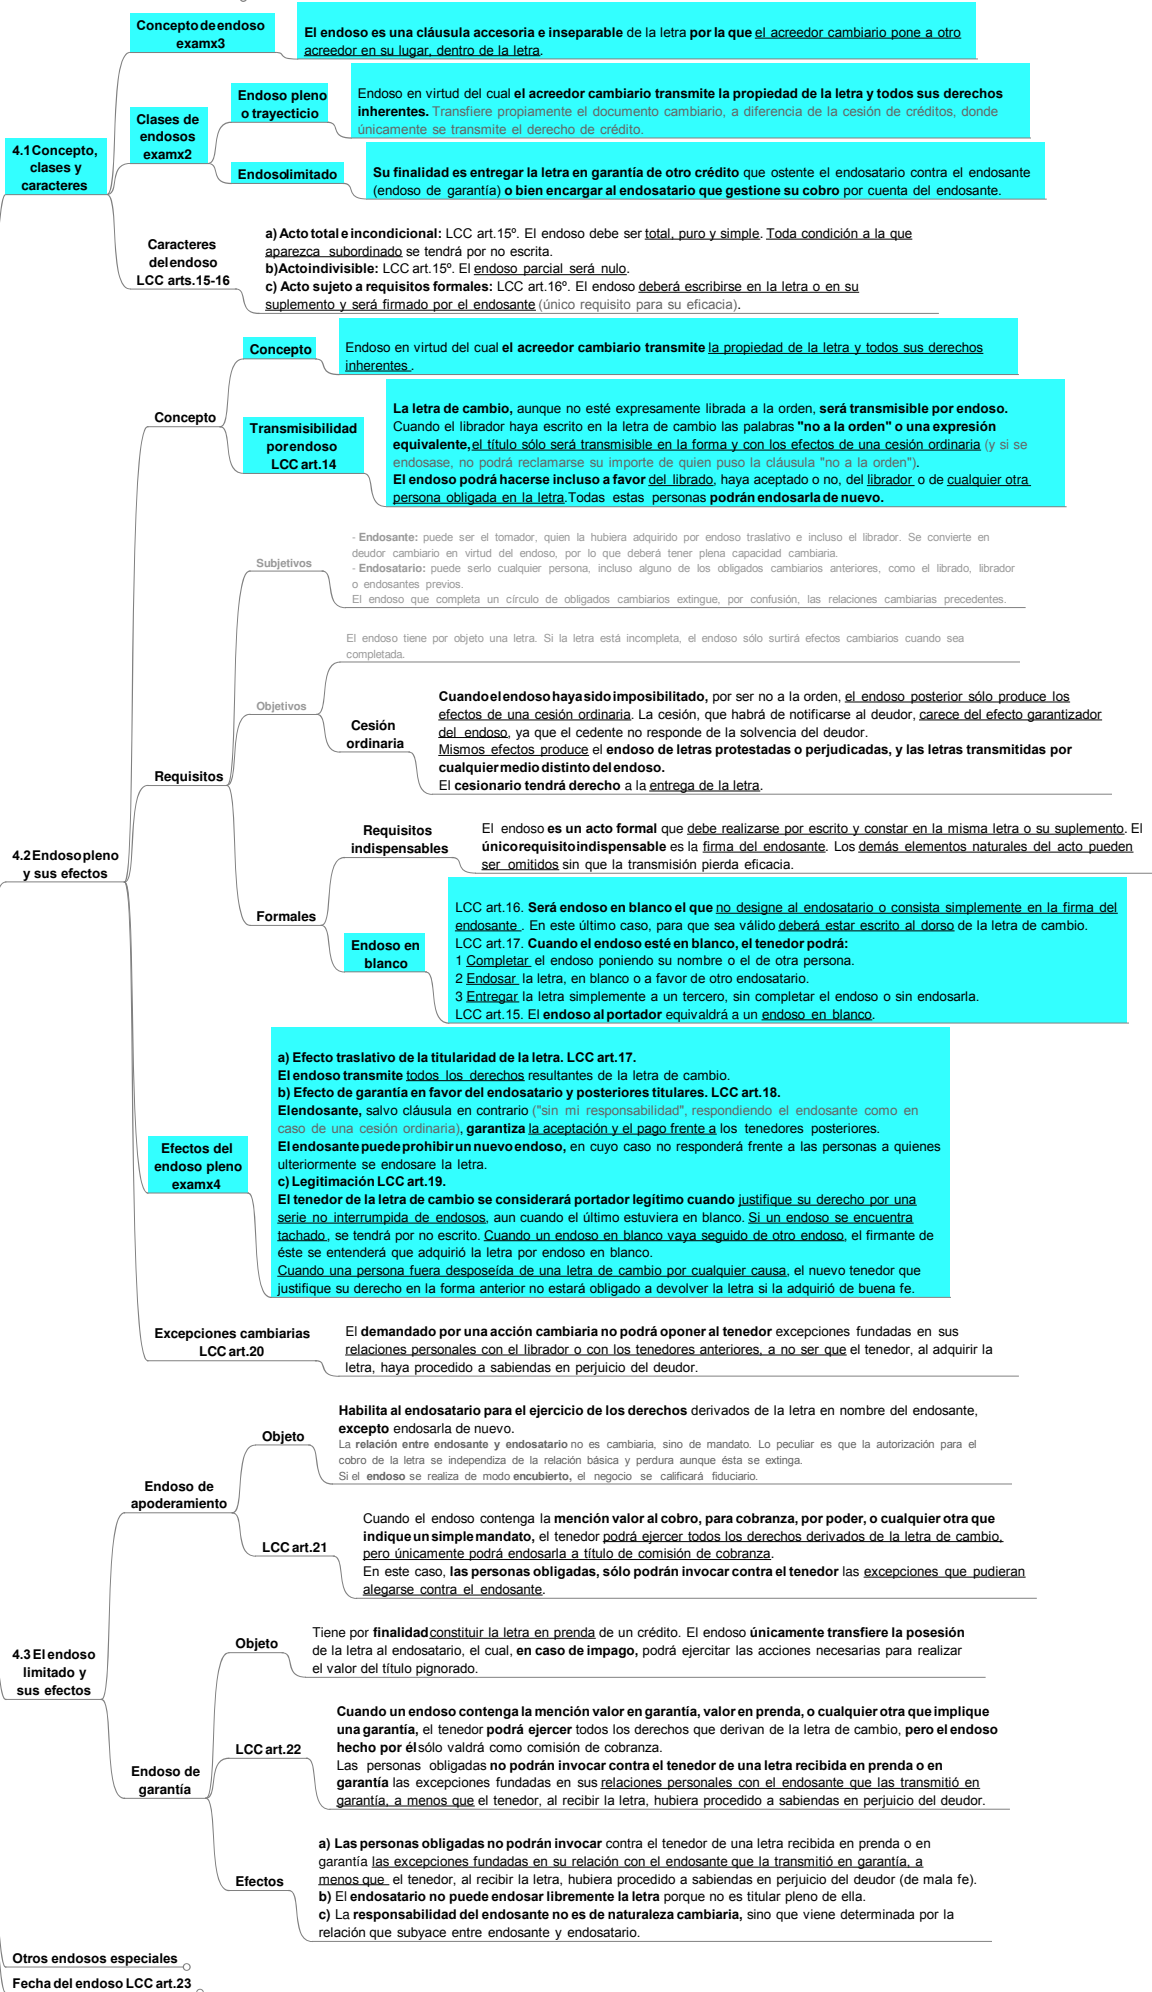 4.1 Concepto,
clases y
caracteres
Concepto de endoso
examx3
El endoso es una cláusula accesoria e inseparable de la letra por la que el acreedor cambiario pone a otro
acreedor en su lugar, dentro de la letra.
Clases de
endosos
examx2
Endoso pleno
o trayecticio
Endoso en virtud del cual el acreedor cambiario transmite la propiedad de la letra y todos sus derechos
inherentes. Transfiere propiamente el documento cambiario, a diferencia de la cesión de créditos, donde
únicamente se transmite el derecho de crédito.
Endoso limitado
Su finalidad es entregar la letra en garantía de otro crédito que ostente el endosatario contra el endosante
(endoso de garantía) o bien encargar al endosatario que gestione su cobro por cuenta del endosante.
Caracteres
del endoso
LCC arts.15-16
a) Acto total e incondicional: LCC art.15º. El endoso debe ser total, puro y simple. Toda condición a la que
aparezca subordinado se tendrá por no escrita.
b) Acto indivisible: LCC art.15º. El endoso parcial será nulo.
c) Acto sujeto a requisitos formales: LCC art.16º. El endoso deberá escribirse en la letra o en su
suplemento y será firmado por el endosante (único requisito para su eficacia).
4.2 Endoso pleno
y sus efectos
Concepto
Concepto
Endoso en virtud del cual el acreedor cambiario transmite la propiedad de la letra y todos sus derechos
inherentes .
Transmisibilidad
por endoso
LCC art.14
La letra de cambio, aunque no esté expresamente librada a la orden, será transmisible por endoso.
Cuando el librador haya escrito en la letra de cambio las palabras "no a la orden" o una expresión
equivalente, el título sólo será transmisible en la forma y con los efectos de una cesión ordinaria (y si se
endosase, no podrá reclamarse su importe de quien puso la cláusula "no a la orden").
El endoso podrá hacerse incluso a favor del librado, haya aceptado o no, del librador o de cualquier otra
persona obligada en la letra. Todas estas personas podrán endosarla de nuevo.
Requisitos
Subjetivos
- Endosante: puede ser el tomador, quien la hubiera adquirido por endoso traslativo e incluso el librador. Se convierte en
deudor cambiario en virtud del endoso, por lo que deberá tener plena capacidad cambiaria.
- Endosatario: puede serlo cualquier persona, incluso alguno de los obligados cambiarios anteriores, como el librado, librador
o endosantes previos.
El endoso que completa un círculo de obligados cambiarios extingue, por confusión, las relaciones cambiarias precedentes.
Objetivos
El endoso tiene por objeto una letra. Si la letra está incompleta, el endoso sólo surtirá efectos cambiarios cuando sea
completada.
Cesión
ordinaria
Cuando el endoso haya sido imposibilitado, por ser no a la orden, el endoso posterior sólo produce los
efectos de una cesión ordinaria. La cesión, que habrá de notificarse al deudor, carece del efecto garantizador
del endoso, ya que el cedente no responde de la solvencia del deudor.
Mismos efectos produce el endoso de letras protestadas o perjudicadas, y las letras transmitidas por
cualquier medio distinto del endoso.
El cesionario tendrá derecho a la entrega de la letra.
Formales
Requisitos
indispensables
El endoso es un acto formal que debe realizarse por escrito y constar en la misma letra o su suplemento. El
único requisito indispensable es la firma del endosante. Los demás elementos naturales del acto pueden
ser omitidos sin que la transmisión pierda eficacia.
Endoso en
blanco
LCC art.16. Será endoso en blanco el que no designe al endosatario o consista simplemente en la firma del
endosante . En este último caso, para que sea válido deberá estar escrito al dorso de la letra de cambio.
LCC art.17. Cuando el endoso esté en blanco, el tenedor podrá:
1 Completar el endoso poniendo su nombre o el de otra persona.
2 Endosar la letra, en blanco o a favor de otro endosatario.
3 Entregar la letra simplemente a un tercero, sin completar el endoso o sin endosarla.
LCC art.15. El endoso al portador equivaldrá a un endoso en blanco.
Efectos del
endoso pleno
examx4
a) Efecto traslativo de la titularidad de la letra. LCC art.17.
El endoso transmite todos los derechos resultantes de la letra de cambio.
b) Efecto de garantía en favor del endosatario y posteriores titulares. LCC art.18.
El endosante, salvo cláusula en contrario ("sin mi responsabilidad", respondiendo el endosante como en
caso de una cesión ordinaria), garantiza la aceptación y el pago frente a los tenedores posteriores.
El endosante puede prohibir un nuevo endoso, en cuyo caso no responderá frente a las personas a quienes
ulteriormente se endosare la letra.
c) Legitimación LCC art.19.
El tenedor de la letra de cambio se considerará portador legítimo cuando justifique su derecho por una
serie no interrumpida de endosos, aun cuando el último estuviera en blanco. Si un endoso se encuentra
tachado , se tendrá por no escrito. Cuando un endoso en blanco vaya seguido de otro endoso, el firmante de
éste se entenderá que adquirió la letra por endoso en blanco.
Cuando una persona fuera desposeída de una letra de cambio por cualquier causa, el nuevo tenedor que
justifique su derecho en la forma anterior no estará obligado a devolver la letra si la adquirió de buena fe.
Excepciones cambiarias
LCC art.20
El demandado por una acción cambiaria no podrá oponer al tenedor excepciones fundadas en sus
relaciones personales con el librador o con los tenedores anteriores, a no ser que el tenedor, al adquirir la
letra, haya procedido a sabiendas en perjuicio del deudor.
4.3 El endoso
limitado y
sus efectos
Endoso de
apoderamiento
Objeto
Habilita al endosatario para el ejercicio de los derechos derivados de la letra en nombre del endosante,
excepto endosarla de nuevo.
La relación entre endosante y endosatario no es cambiaria, sino de mandato. Lo peculiar es que la autorización para el
cobro de la letra se independiza de la relación básica y perdura aunque ésta se extinga.
Si el endoso se realiza de modo encubierto, el negocio se calificará fiduciario.
LCC art.21
Cuando el endoso contenga la mención valor al cobro, para cobranza, por poder, o cualquier otra que
indique un simple mandato, el tenedor podrá ejercer todos los derechos derivados de la letra de cambio,
pero únicamente podrá endosarla a título de comisión de cobranza.
En este caso, las personas obligadas, sólo podrán invocar contra el tenedor las excepciones que pudieran
alegarse contra el endosante.
Endoso de
garantía
Objeto
Tiene por finalidad constituir la letra en prenda de un crédito. El endoso únicamente transfiere la posesión
de la letra al endosatario, el cual, en caso de impago, podrá ejercitar las acciones necesarias para realizar
el valor del título pignorado.
LCC art.22
Cuando un endoso contenga la mención valor en garantía, valor en prenda, o cualquier otra que implique
una garantía, el tenedor podrá ejercer todos los derechos que derivan de la letra de cambio, pero el endoso
hecho por él sólo valdrá como comisión de cobranza.
Las personas obligadas no podrán invocar contra el tenedor de una letra recibida en prenda o en
garantía las excepciones fundadas en sus relaciones personales con el endosante que las transmitió en
garantía, a menos que el tenedor, al recibir la letra, hubiera procedido a sabiendas en perjuicio del deudor.
Efectos
a) Las personas obligadas no podrán invocar contra el tenedor de una letra recibida en prenda o en
garantía las excepciones fundadas en su relación con el endosante que la transmitió en garantía, a
menos que el tenedor, al recibir la letra, hubiera procedido a sabiendas en perjuicio del deudor (de mala fe).
b) El endosatario no puede endosar libremente la letra porque no es titular pleno de ella.
c) La responsabilidad del endosante no es de naturaleza cambiaria, sino que viene determinada por la
relación que subyace entre endosante y endosatario.
Otros endosos especiales
Fecha del endoso LCC art.23